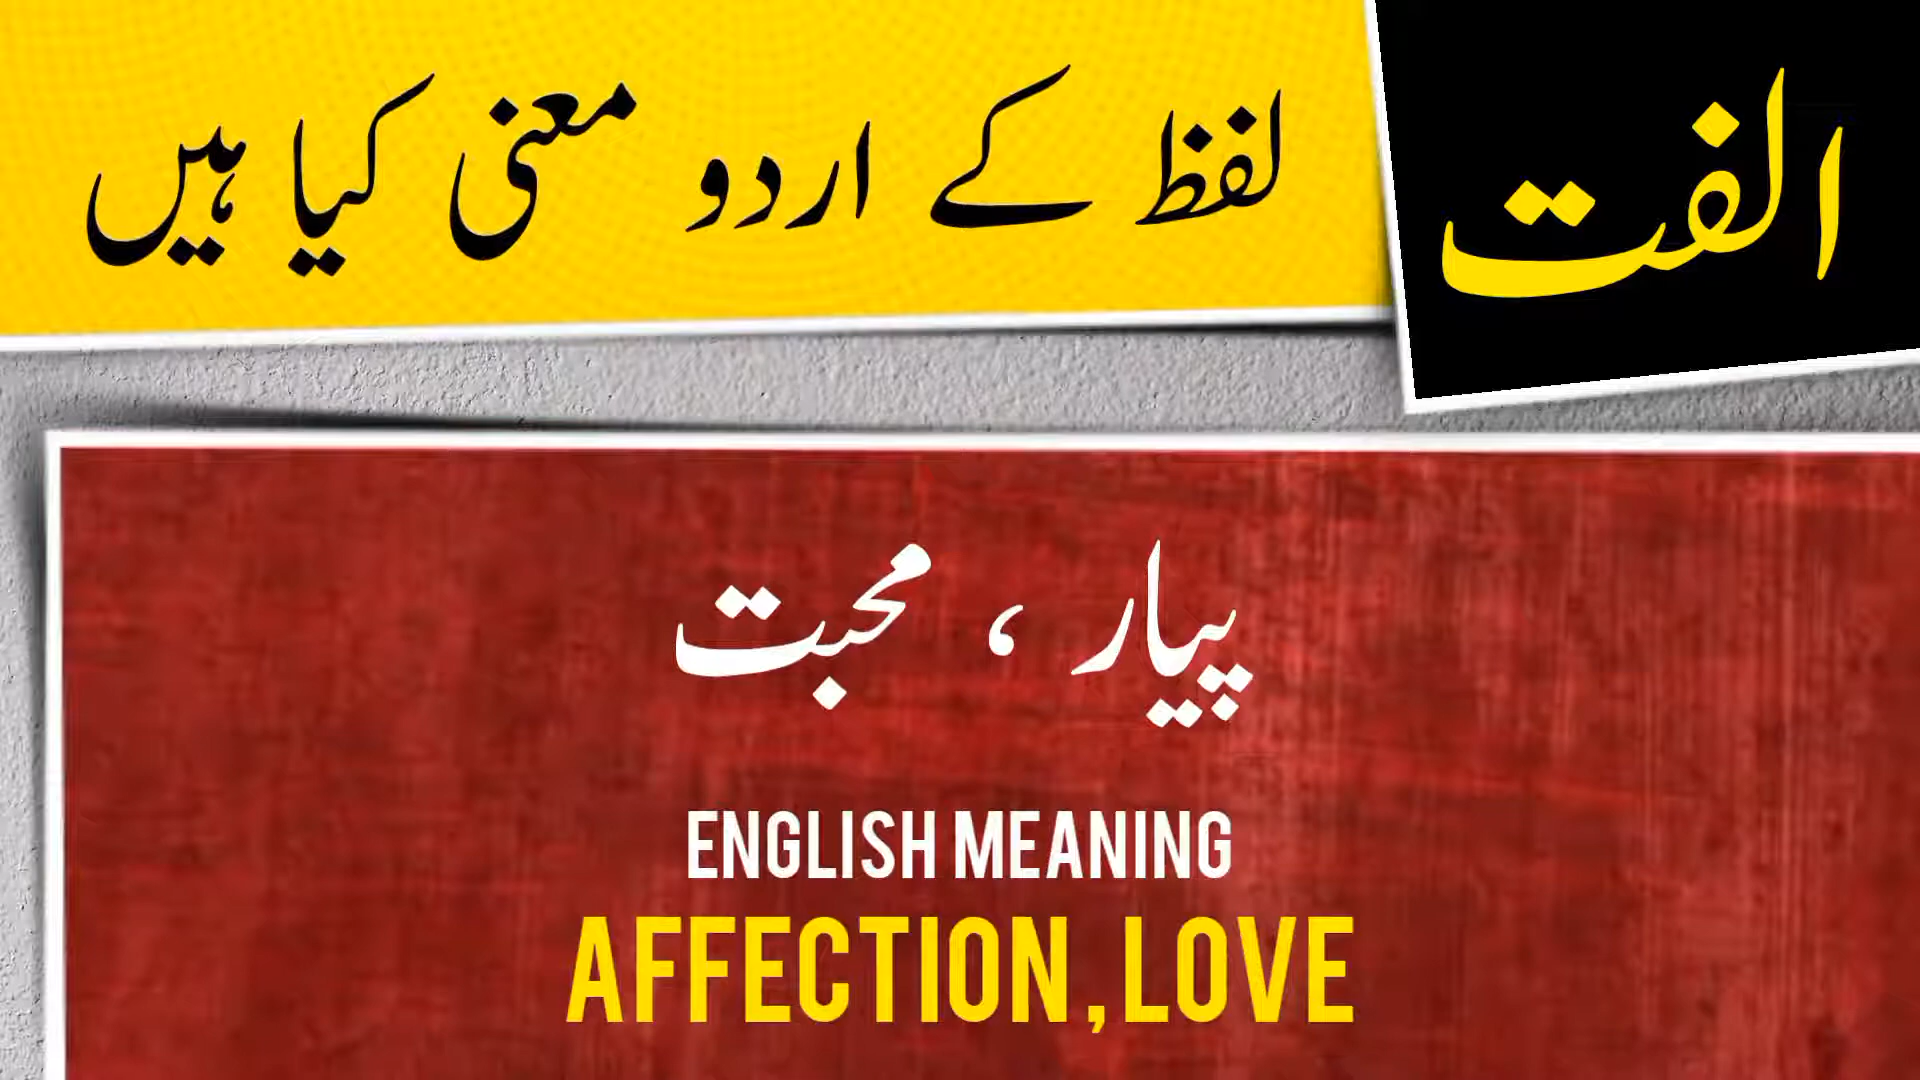 الفت لفظ کے اردو معنی کیا ہیں
پیار ، محبت
ENGLISH MEANING
AFFECTION , LOVE